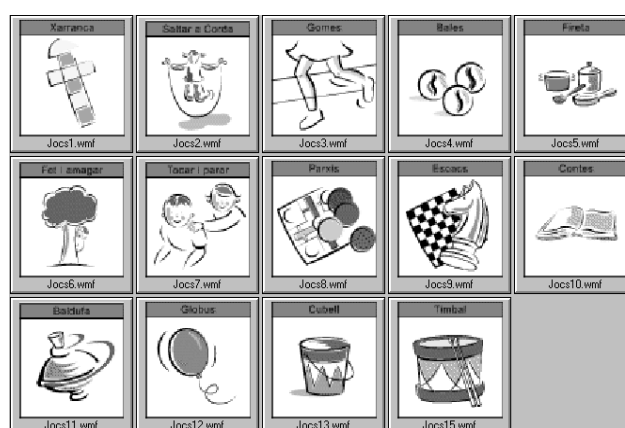 Xarranca
Saltar a Corda
Gomes
Bales
Fireta
Jocs1.wmf
Jocs2.wmf
Jocs3.wmf
Jocs4.wmf
Jocs5.wmf
Fet i amagar
Tocar i parar
Parxis
Escacs
Contes
Jocs6.wmf
Jocs7.wmf
Jocs8.wmf
Jocs9.wmf
Jocs10.wmf
Baldufa
Globus
Cubell
Timbal
Jocs11.wmf
Jocs12.wmf
Jocs13.wmf
Jocs15.wmf